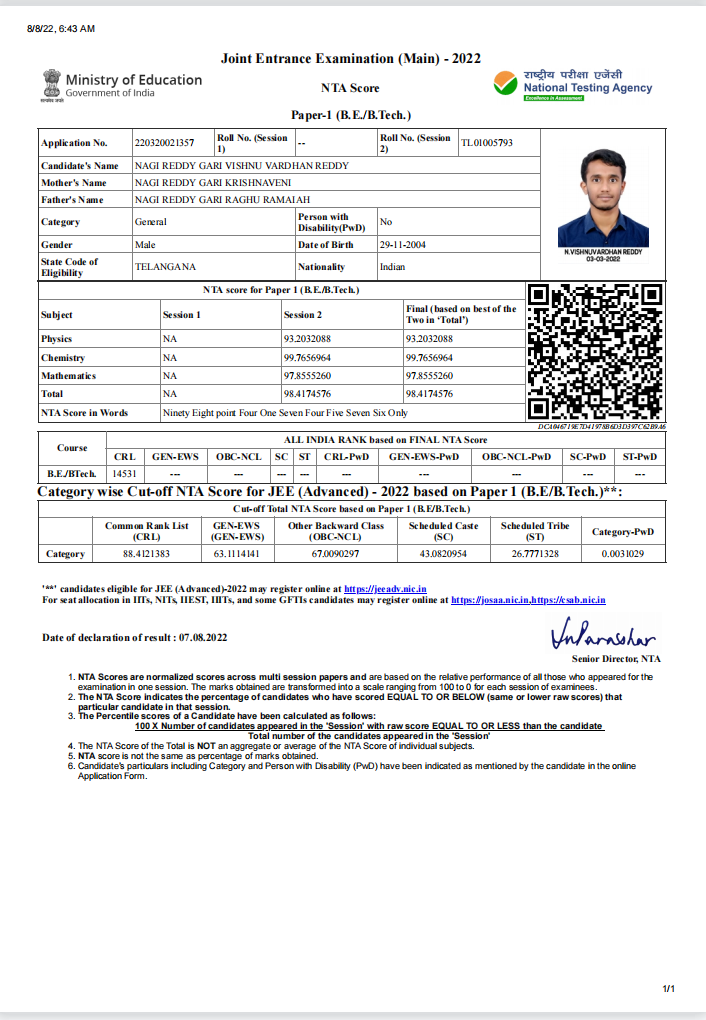 8/8/22, 6:43 AM
Joint Entrance Examination (Main) - 2022
Ministry of Education
Government of India
NTA Score
राष्ट्रीय परीक्षा एजेंसी
National Testing Agency
Excellence in Assessment
सत्यमेव जयते
Paper-1 (B.E./B.Tech.)
Application No. 220320021357 Roll No. (Session 1) -- Roll No. (Session 2) TL01005793
Candidate's Name NAGI REDDY GARI VISHNU VARDHAN REDDY
Mother's Name NAGI REDDY GARI KRISHNAVENI
Father's Name NAGI REDDY GARI RAGHU RAMAIAH
Category General Person with Disability(PwD) No
Gender Male Date of Birth 29-11-2004
State Code of Eligibility TELANGANA Nationality Indian
N.VISHNUVARDHAN REDDY
03-03-2022
NTA score for Paper 1 (B.E./B.Tech.)
Subject Session 1 Session 2 Final (based on best of the Two in ‘Total’)
Physics NA 93.2032088 93.2032088
Chemistry NA 99.7656964 99.7656964
Mathematics NA 97.8555260 97.8555260
Total NA 98.4174576 98.4174576
NTA Score in Words Ninety Eight point Four One Seven Four Five Seven Six Only
DCA046719E7D41978B6D3D397C62B9A6
Course ALL INDIA RANK based on FINAL NTA Score
CRL GEN-EWS OBC-NCL SC ST CRL-PwD GEN-EWS-PwD OBC-NCL-PwD SC-PwD ST-PwD
B.E./BTech. 14531 --- --- --- --- --- --- --- --- ---
Category wise Cut-off NTA Score for JEE (Advanced) - 2022 based on Paper 1 (B.E/B.Tech.)**:
Cut-off Total NTA Score based on Paper 1 (B.E/B.Tech.)
Common Rank List (CRL) GEN-EWS (GEN-EWS) Other Backward Class (OBC-NCL) Scheduled Caste (SC) Scheduled Tribe (ST) Category-PwD
Category 88.4121383 63.1114141 67.0090297 43.0820954 26.7771328 0.0031029
'**' candidates eligible for JEE (Advanced)-2022 may register online at https://jeeadv.nic.in
For seat allocation in IITs, NITs, IIEST, IIITs, and some GFTIs candidates may register online at https://josaa.nic.in,https://csab.nic.in
Date of declaration of result : 07.08.2022
Senior Director, NTA
1. NTA Scores are normalized scores across multi session papers and are based on the relative performance of all those who appeared for the
examination in one session. The marks obtained are transformed into a scale ranging from 100 to 0 for each session of examinees.
2. The NTA Score indicates the percentage of candidates who have scored EQUAL TO OR BELOW (same or lower raw scores) that
particular candidate in that session.
3. The Percentile scores of a Candidate have been calculated as follows:
100 X Number of candidates appeared in the 'Session' with raw score EQUAL TO OR LESS than the candidate
Total number of the candidates appeared in the 'Session'
4. The NTA Score of the Total is NOT an aggregate or average of the NTA Score of individual subjects.
5. NTA score is not the same as percentage of marks obtained.
6. Candidate's particulars including Category and Person with Disability (PwD) have been indicated as mentioned by the candidate in the online
Application Form.
1/1